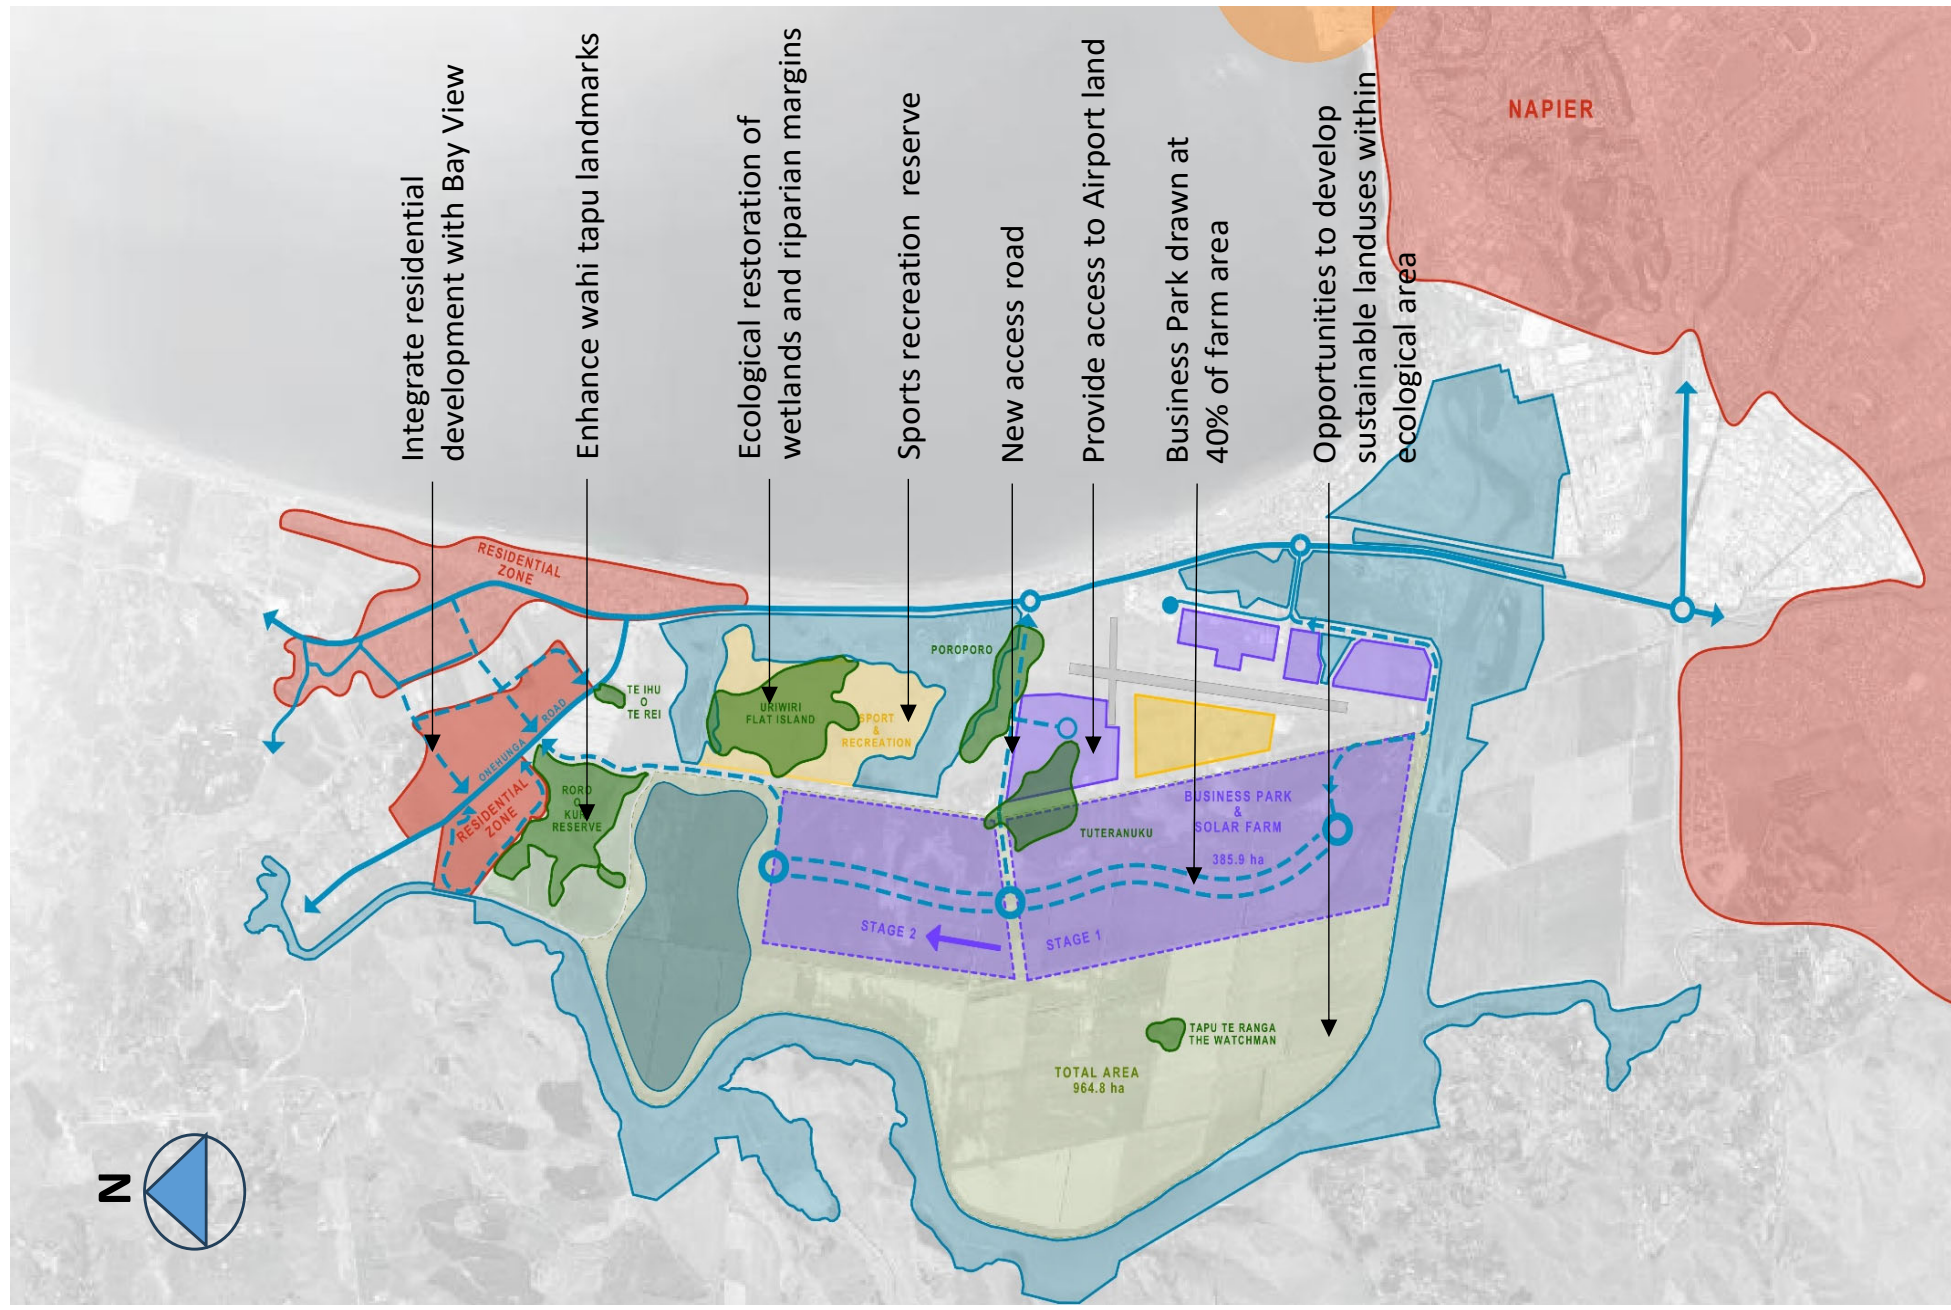 Integrate residential
development with Bay View
Enhance wahi tapu landmarks
Ecological restoration of
wetlands and riparian margins
Sports recreation  reserve
New access road
Provide access to Airport land
Business Park drawn at
40% of farm area
Opportunities to develop
sustainable landuses within
ecological area
NAPIER
RESIDENTIAL
ZONE
POROPORO
TE IHU
O
TE REI
URIWIRI
FLAT ISLAND
SPORT
&
RECREATION
ONEHUNGA ROAD
RESIDENTIAL
ZONE
RORO
O
KURI
RESERVE
BUSINESS PARK
&
SOLAR FARM
385.9 ha
TUTERANUKU
STAGE 2
STAGE 1
TAPU TE RANGA
THE WATCHMAN
TOTAL AREA
964.8 ha
N